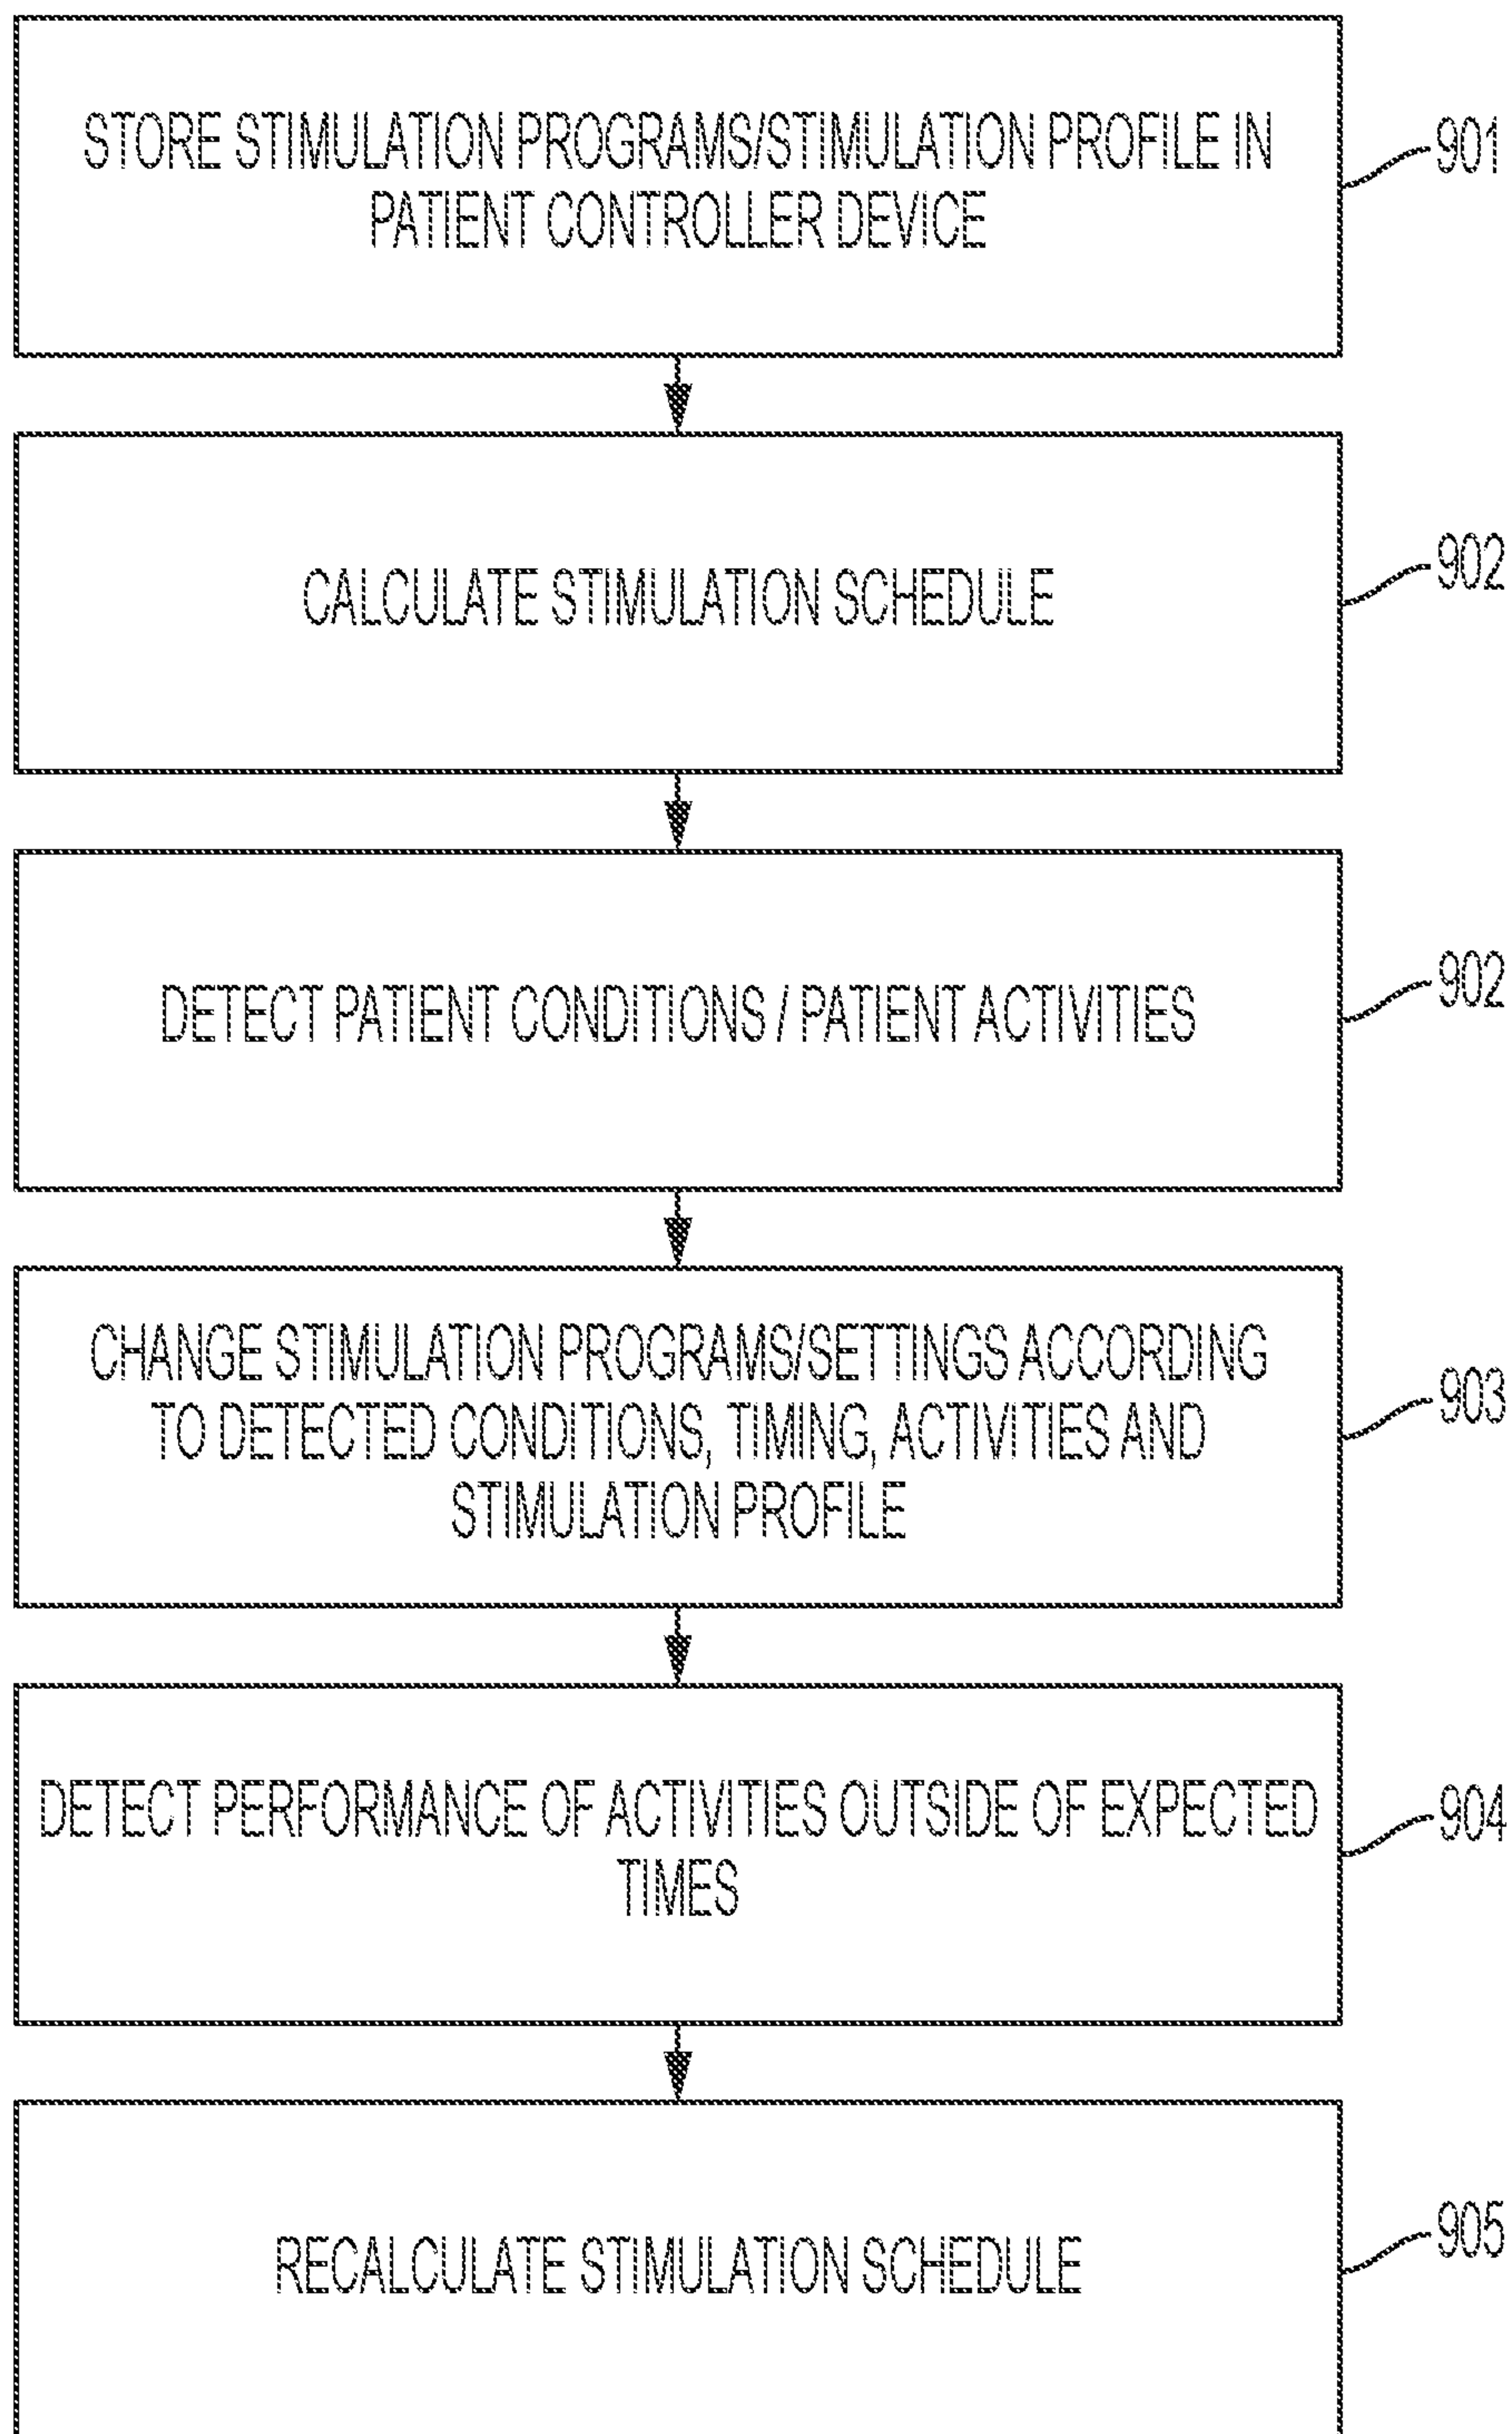 STORE STIMULATION PROGRAMS/STIMULATION PROFILE IN
PATIENT CONTROLLER DEVICE
901
CALCULATE STIMULATION SCHEDULE
902
DETECT PATIENT CONDITIONS / PATIENT ACTIVITIES
902
CHANGE STIMULATION PROGRAMS/SETTINGS ACCORDING
TO DETECTED CONDITIONS, TIMING, ACTIVITIES AND
STIMULATION PROFILE
903
DETECT PERFORMANCE OF ACTIVITIES OUTSIDE OF EXPECTED
TIMES
904
RECALCULATE STIMULATION SCHEDULE
905